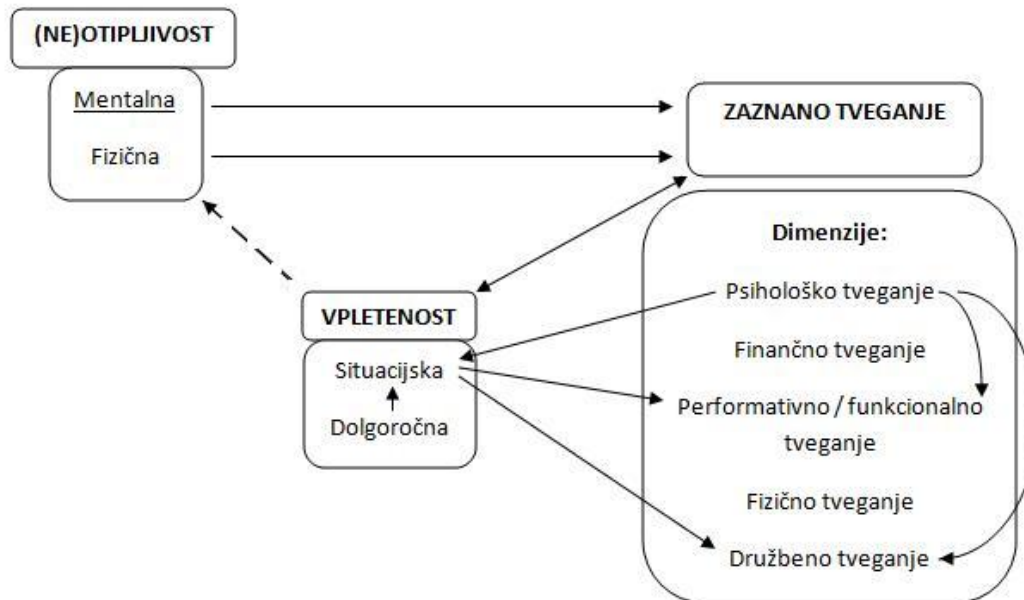 (NE)OTIPLJIVOST
Mentalna
Fizična
ZAZNANO TVEGANJE
Dimenzije:
Psihološko tveganje
Finančno tveganje
Performativno / funkcionalno
tveganje
Fizično tveganje
Družbeno tveganje
VPLETENOST
Situacijska
Dolgoročna